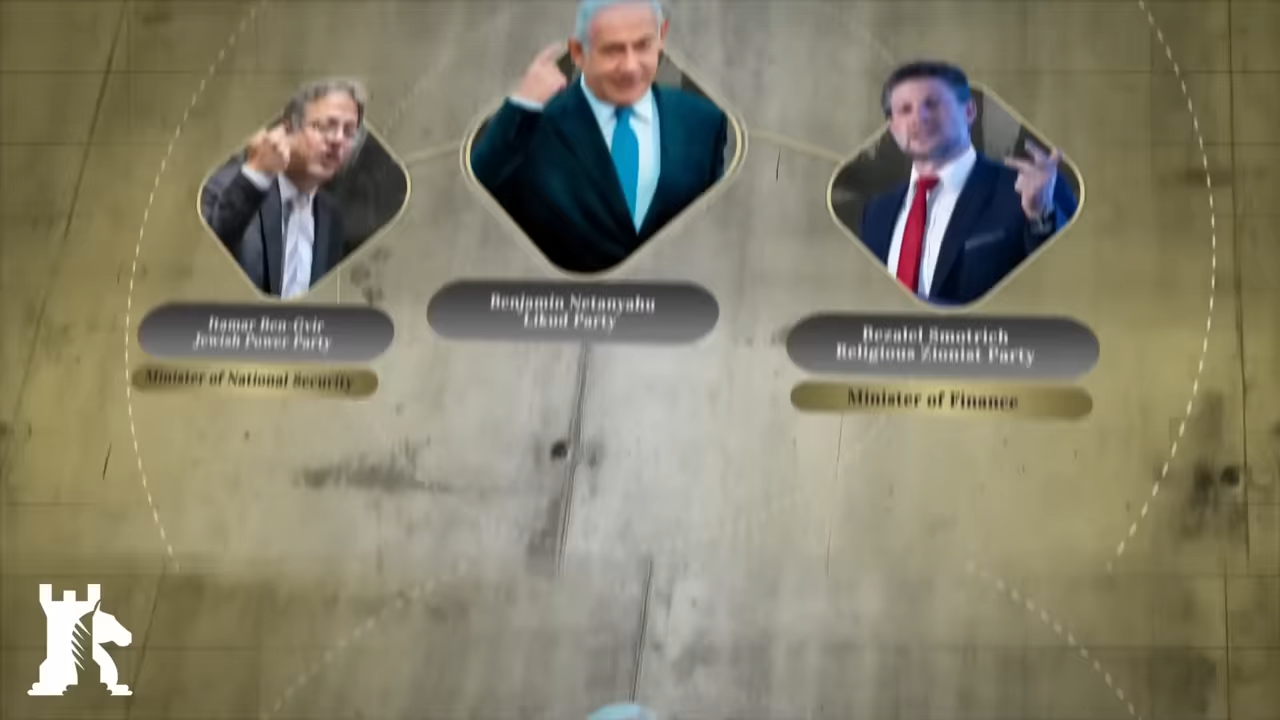 Itamar Ben-Gvir
Jewish Power Party
Minister of National Security
Benjamin Netanyahu
Likud Party
Bezalel Smotrich
Religious Zionist Party
Minister of Finance